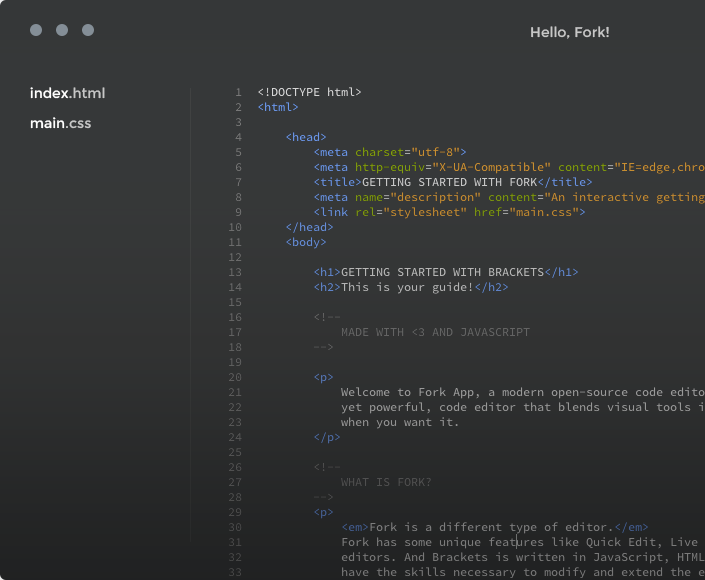 Hello, Fork!
index.html
main.css
1 <!DOCTYPE html>
2 <html>
3
4 <head>
5 <meta charset="utf-8">
6 <meta http-equiv="X-UA-Compatible" content="IE=edge,chro
7 <title>GETTING STARTED WITH FORK</title>
8 <meta name="description" content="An interactive getting
9 <link rel="stylesheet" href="main.css">
10 </head>
11 <body>
12
13 <h1>GETTING STARTED WITH BRACKETS</h1>
14 <h2>This is your guide!</h2>
15
16 <!--
17 MADE WITH <3 AND JAVASCRIPT
18 -->
19
20 <p>
21 Welcome to Fork App, a modern open-source code edito
22 yet powerful, code editor that blends visual tools i
23 when you want it.
24 </p>
25
26 <!--
27 WHAT IS FORK?
28 -->
29 <p>
30 <em>Fork is a different type of editor.</em>
31 Fork has some unique features like Quick Edit, Live
32 editors. And Brackets is written in JavaScript, HTML
33 have the skills necessary to modify and extend the e